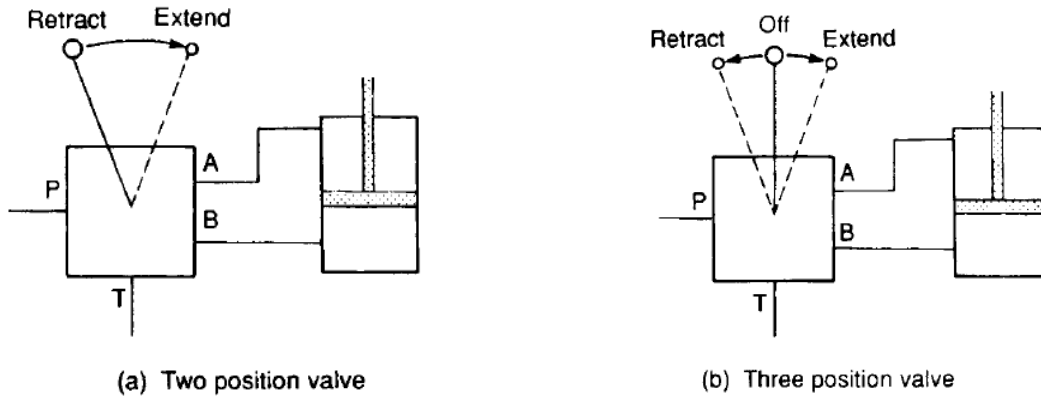 Retract Extend
P
A
B
T
(a) Two position valve
Off
Retract Extend
P
A
B
T
(b) Three position valve